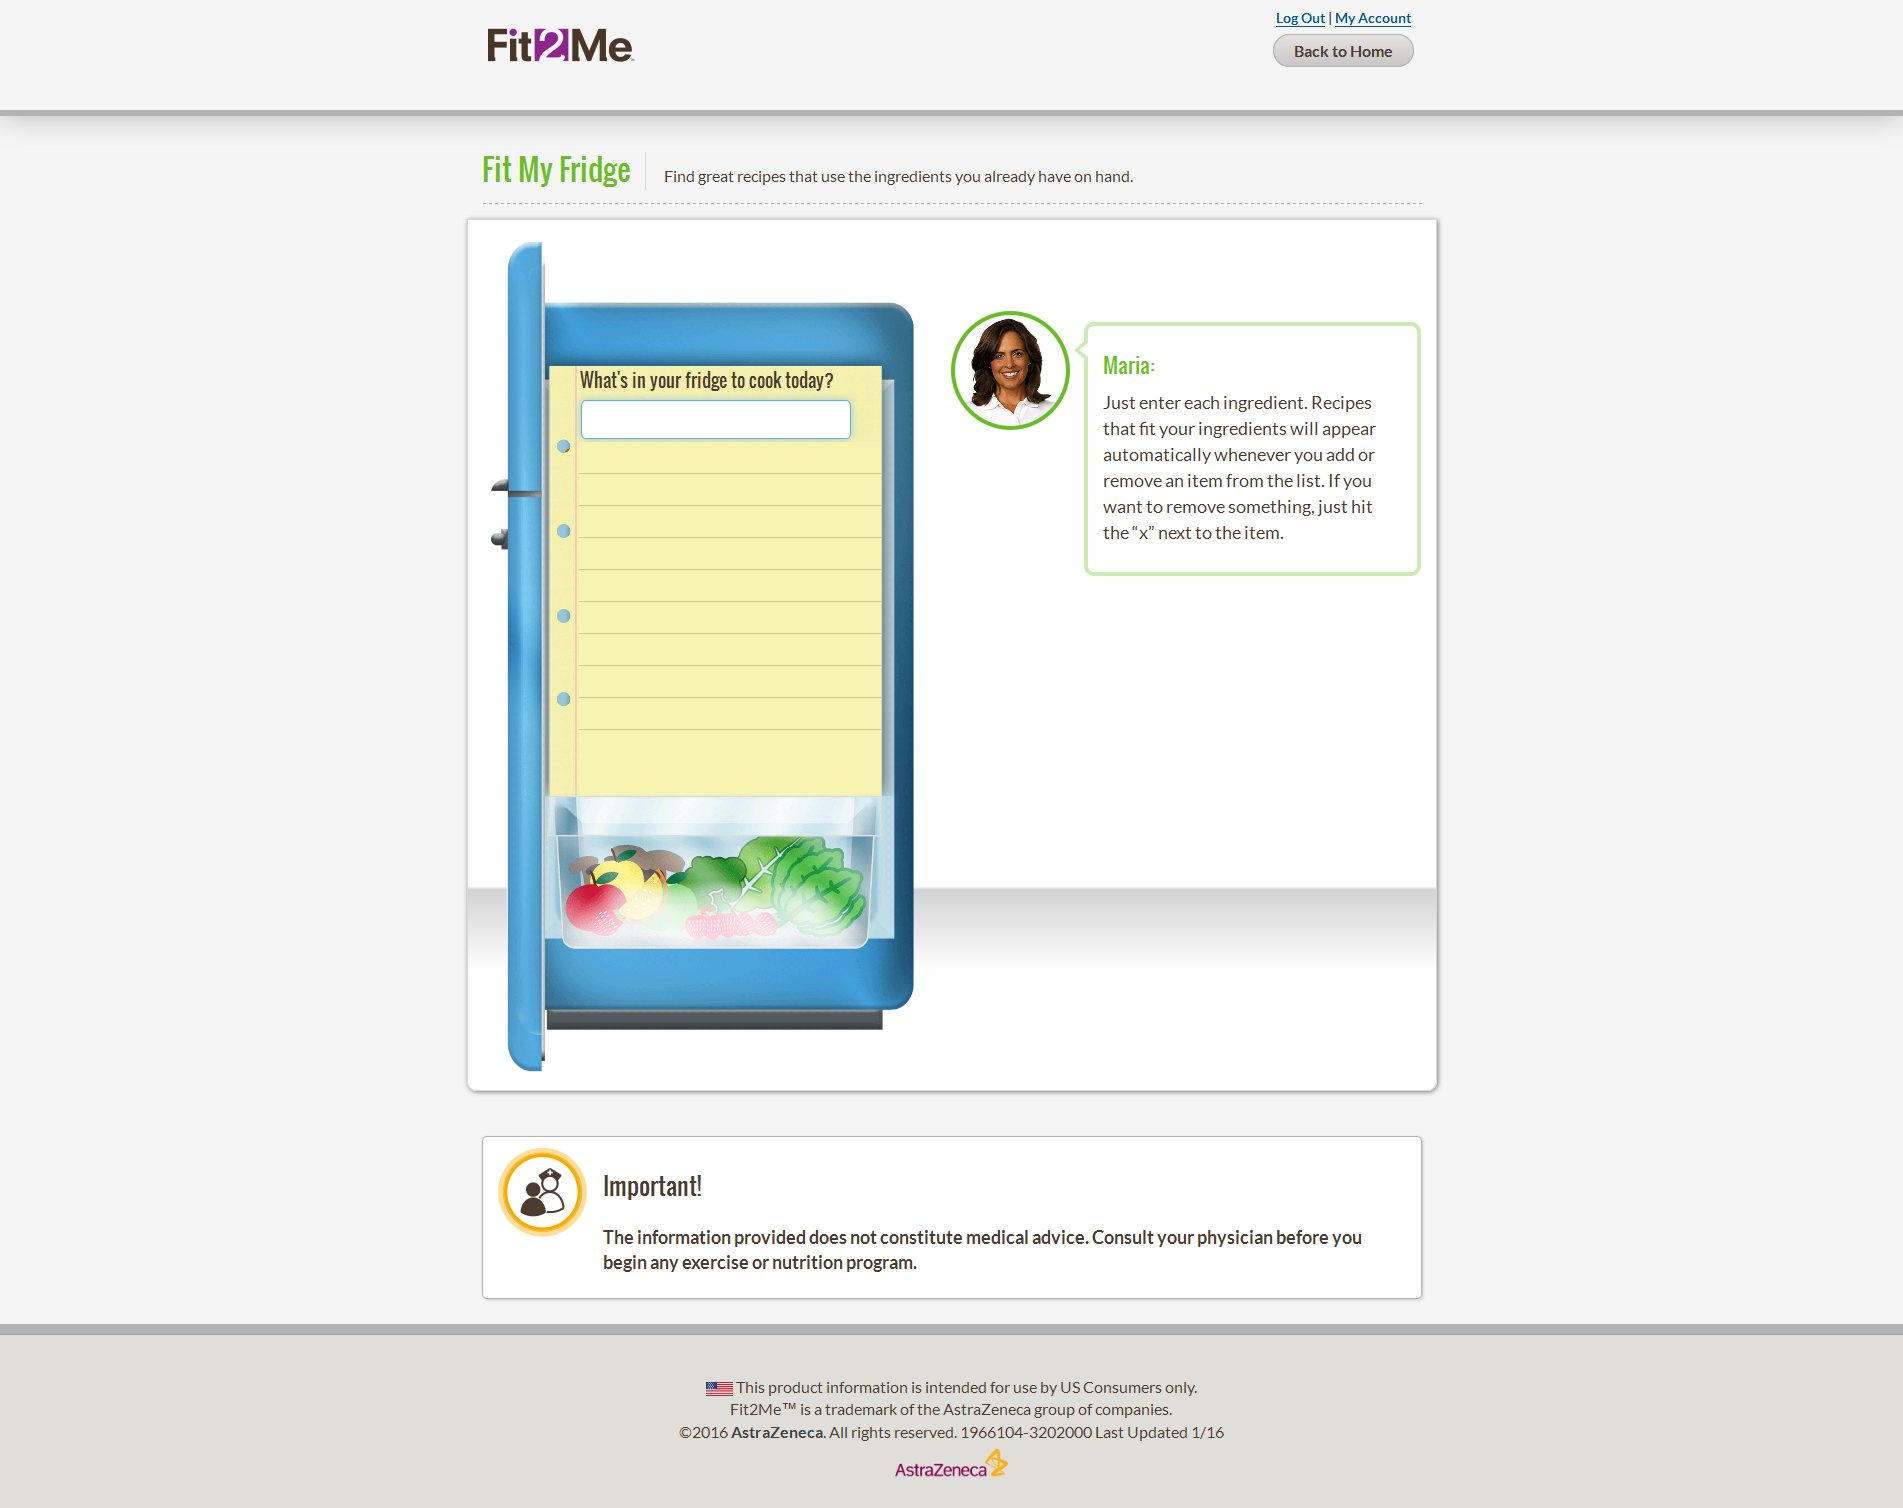 Log Out | My Account
Fit2Me™
Back to Home
Fit My Fridge
Find great recipes that use the ingredients you already have on hand.
What's in your fridge to cook today?
Maria:
Just enter each ingredient. Recipes
that fit your ingredients will appear
automatically whenever you add or
remove an item from the list. If you
want to remove something, just hit
the “x” next to the item.
Important!
The information provided does not constitute medical advice. Consult your physician before you
begin any exercise or nutrition program.
This product information is intended for use by US Consumers only.
Fit2Me™ is a trademark of the AstraZeneca group of companies.
©2016 AstraZeneca. All rights reserved. 1966104-3202000 Last Updated 1/16
AstraZeneca